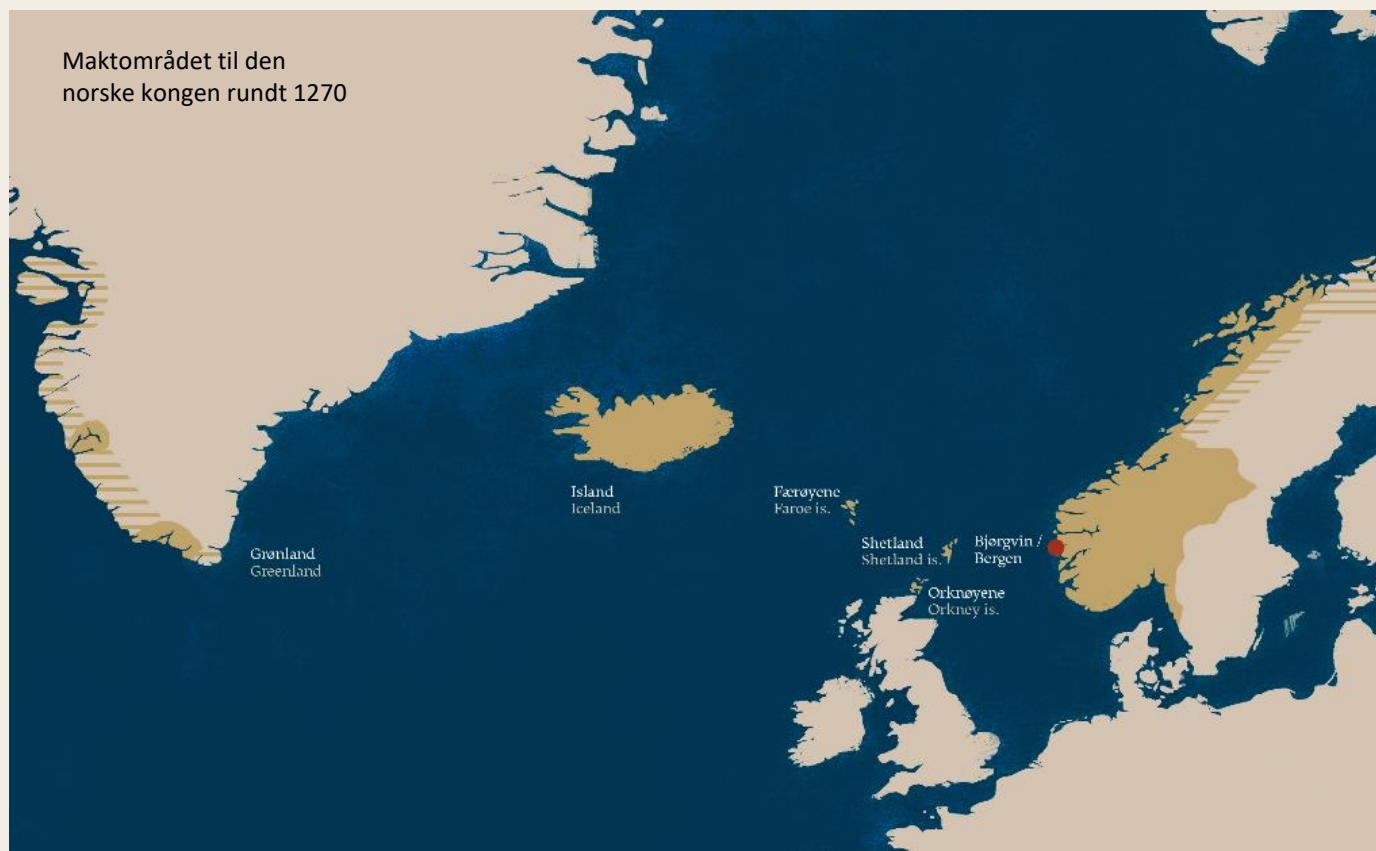 Maktområdet til den
norske kongen rundt 1270
Island
Iceland
Færøyene
Faroe is.
Shetland
Shetland is.
Bjørgvin /
Bergen
Grønland
Greenland
Orknøyene
Orkney is.